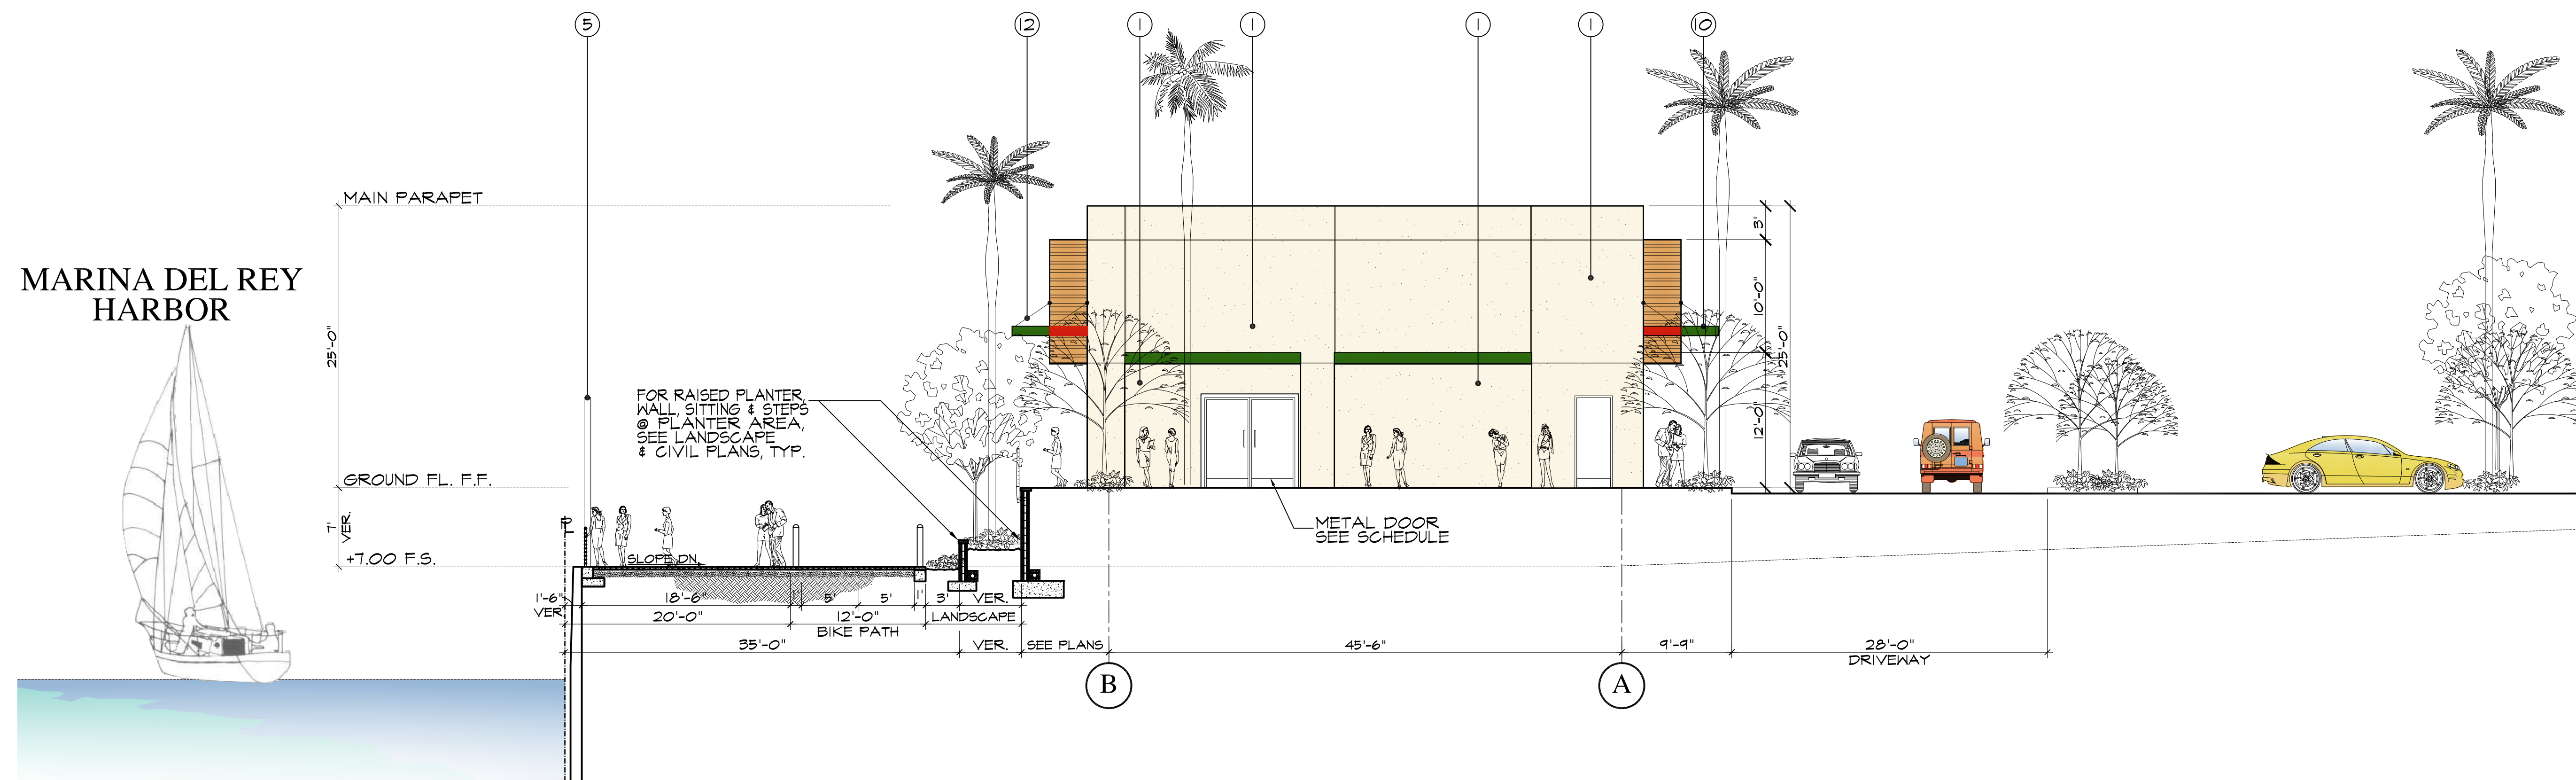 5
12
1
1
1
1
10
MAIN PARAPET
3'
MARINA DEL REY
HARBOR
10'-0"
25'-0"
25'-0"
FOR RAISED PLANTER,
WALL, SITTING & STEPS
@ PLANTER AREA,
SEE LANDSCAPE
& CIVIL PLANS, TYP.
12'-0"
GROUND FL. F.F.
7'
VER.
PL
METAL DOOR
SEE SCHEDULE
+7.00 F.S.
SLOPE DN.
1'-6"
VER.
18'-6"
1'
5'
5'
1'
3'
VER.
20'-0"
12'-0"
BIKE PATH
LANDSCAPE
35'-0"
VER.
SEE PLANS
45'-6"
9'-9"
28'-0"
DRIVEWAY
B
A